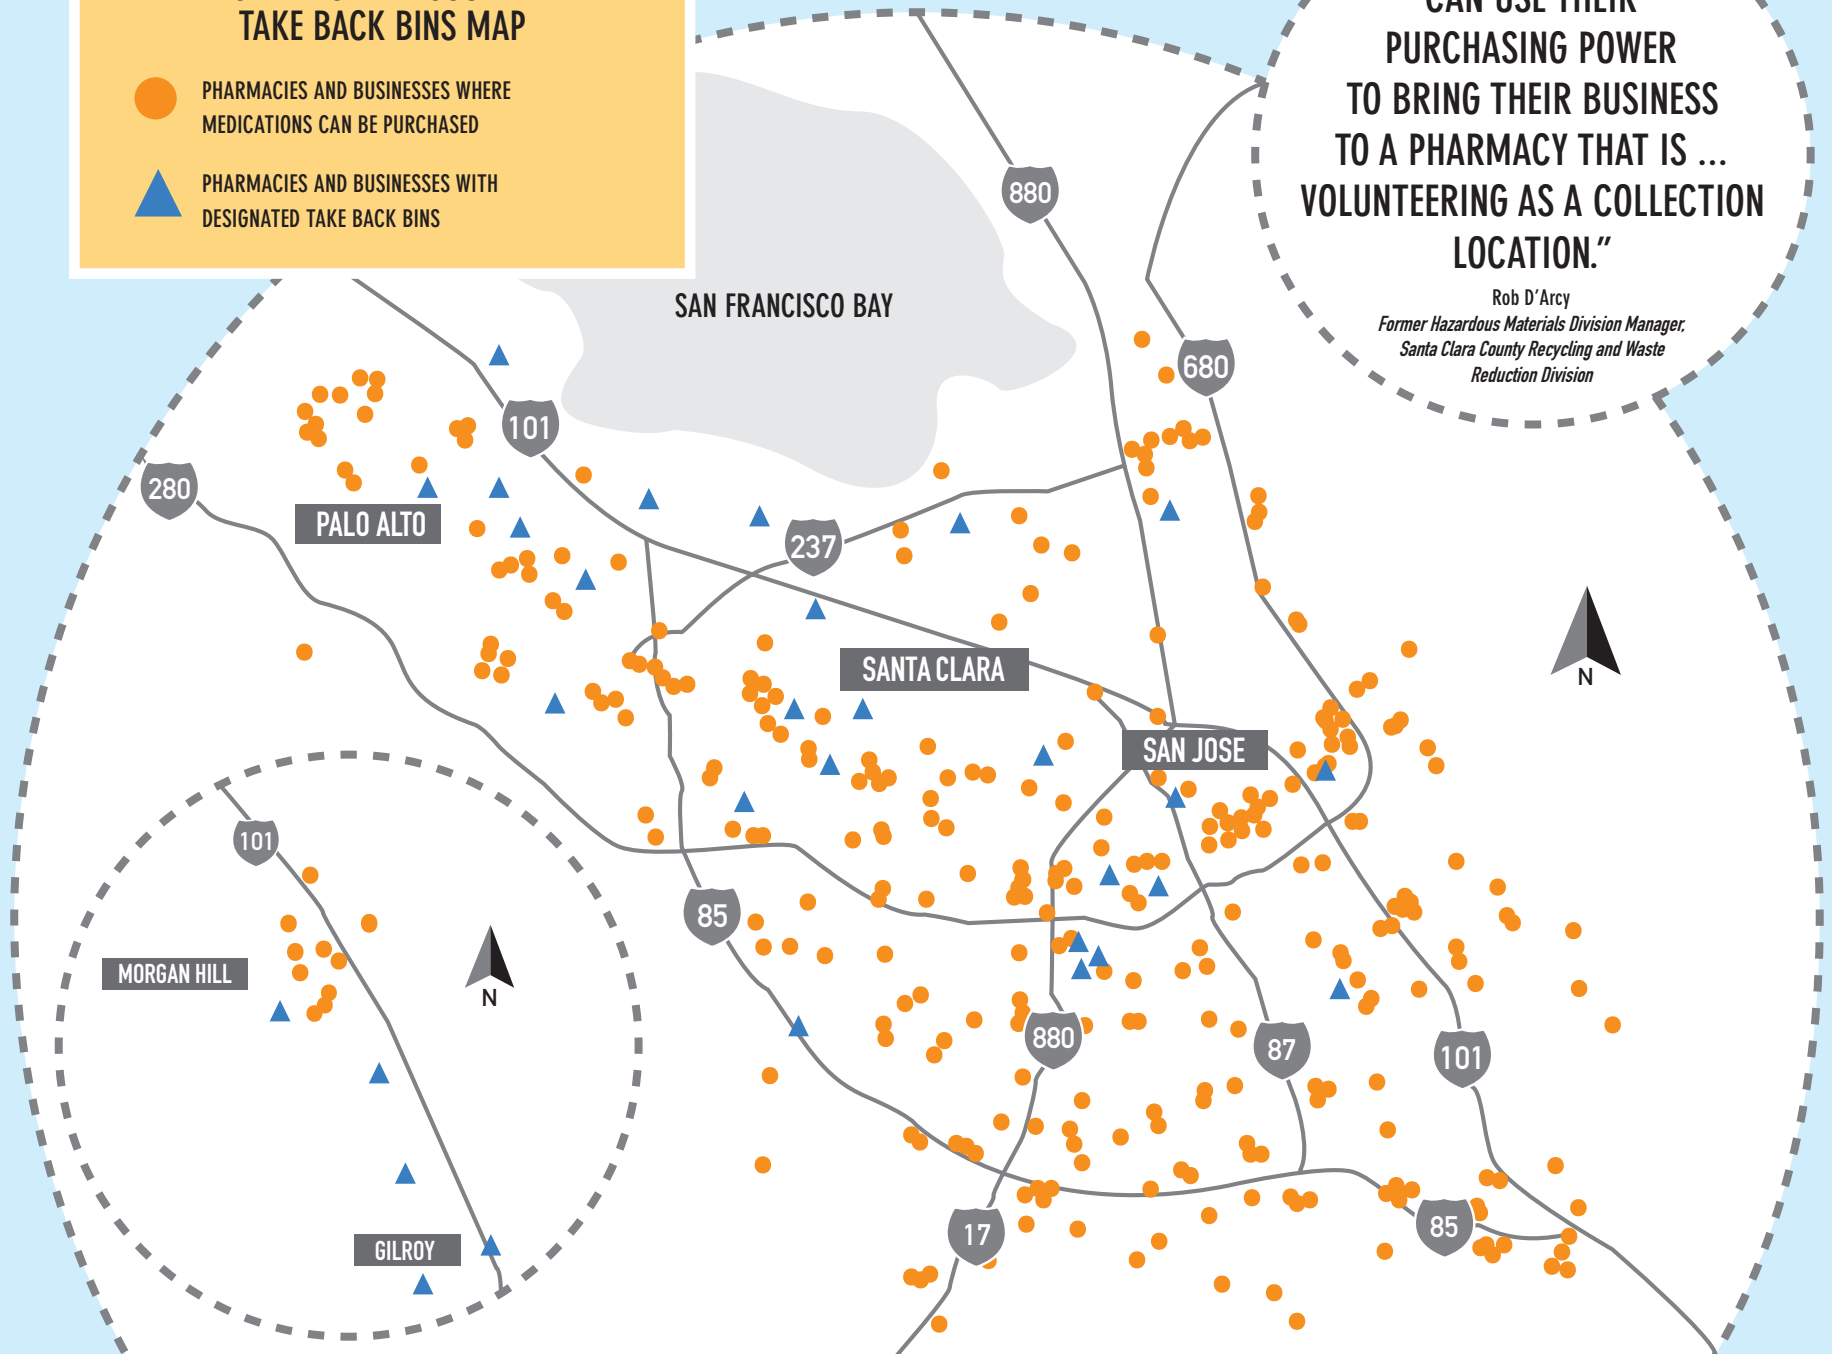 TAKE BACK BINS MAP
PHARMACIES AND BUSINESSES WHERE
MEDICATIONS CAN BE PURCHASED
PHARMACIES AND BUSINESSES WITH
DESIGNATED TAKE BACK BINS
CAN USE THEIR
PURCHASING POWER
TO BRING THEIR BUSINESS
TO A PHARMACY THAT IS ...
VOLUNTEERING AS A COLLECTION
LOCATION.”
Rob D’Arcy
Former Hazardous Materials Division Manager,
Santa Clara County Recycling and Waste
Reduction Division
880
SAN FRANCISCO BAY
680
101
280
PALO ALTO
237
SANTA CLARA
N
SAN JOSE
101
85
MORGAN HILL
N
880
87
101
17
85
GILROY